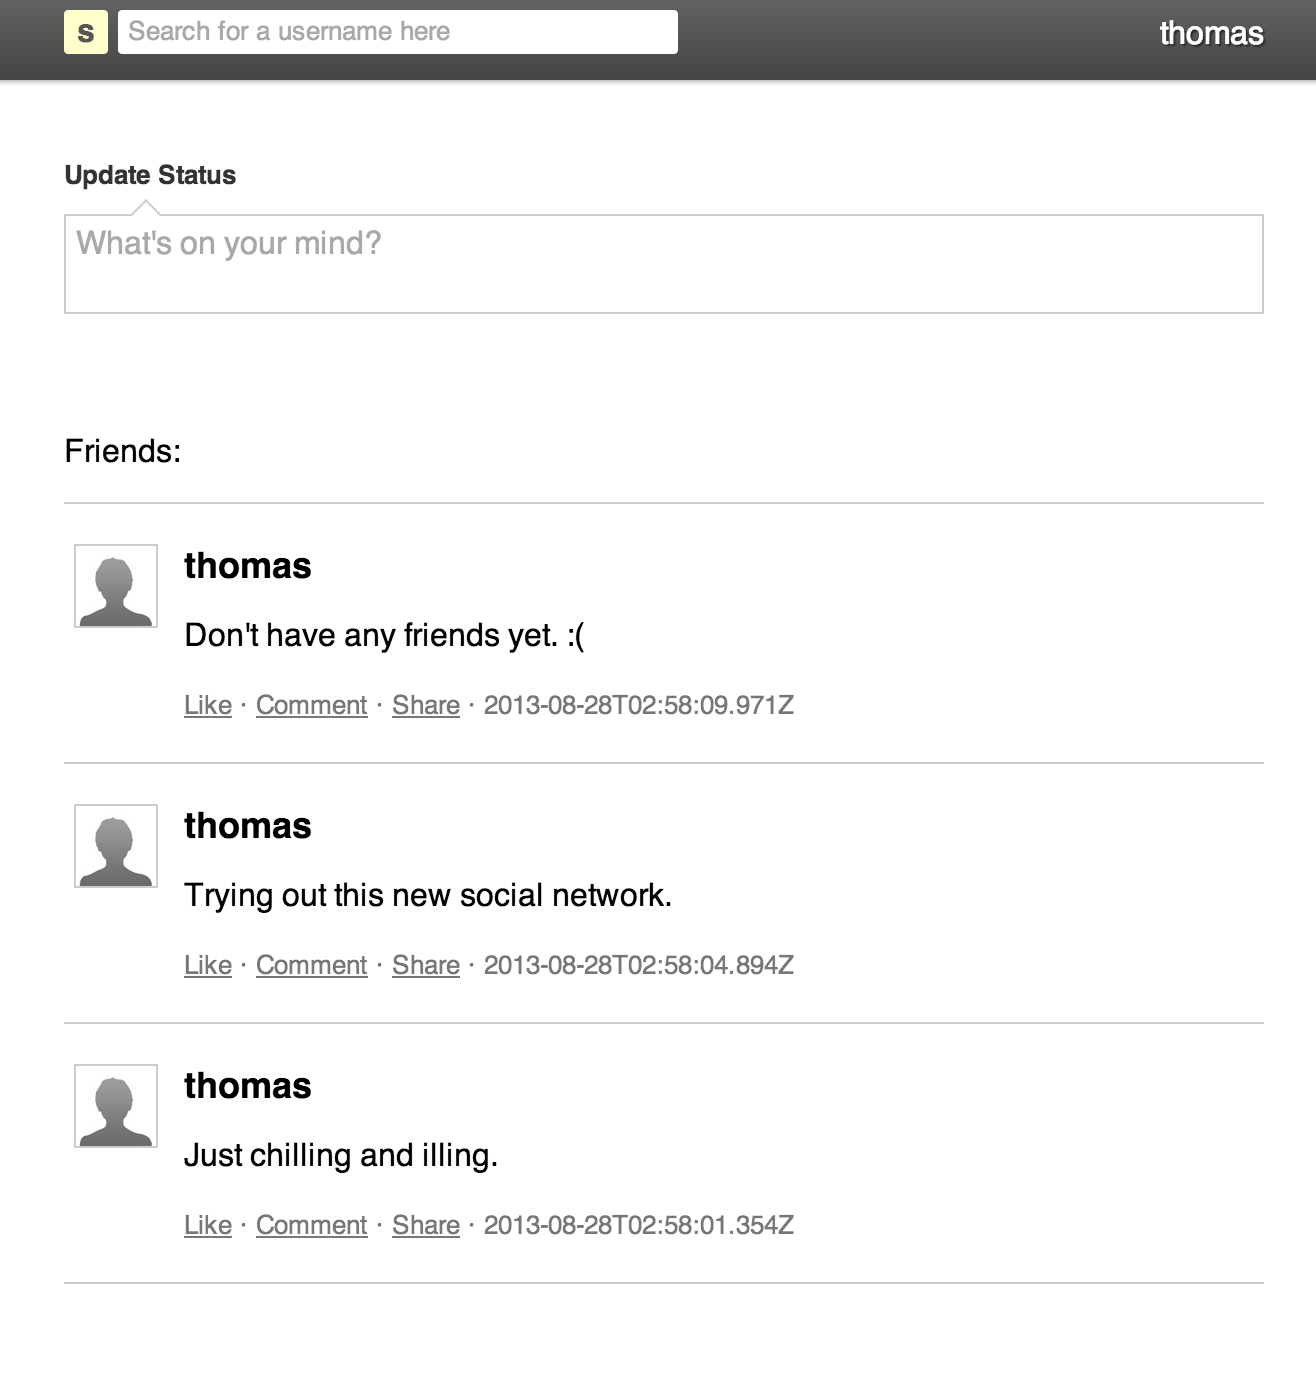 s Search for a username here thomas
Update Status
What's on your mind?
Friends:
thomas
Don't have any friends yet. :(
Like · Comment · Share · 2013-08-28T02:58:09.971Z
thomas
Trying out this new social network.
Like · Comment · Share · 2013-08-28T02:58:04.894Z
thomas
Just chilling and illing.
Like · Comment · Share · 2013-08-28T02:58:01.354Z